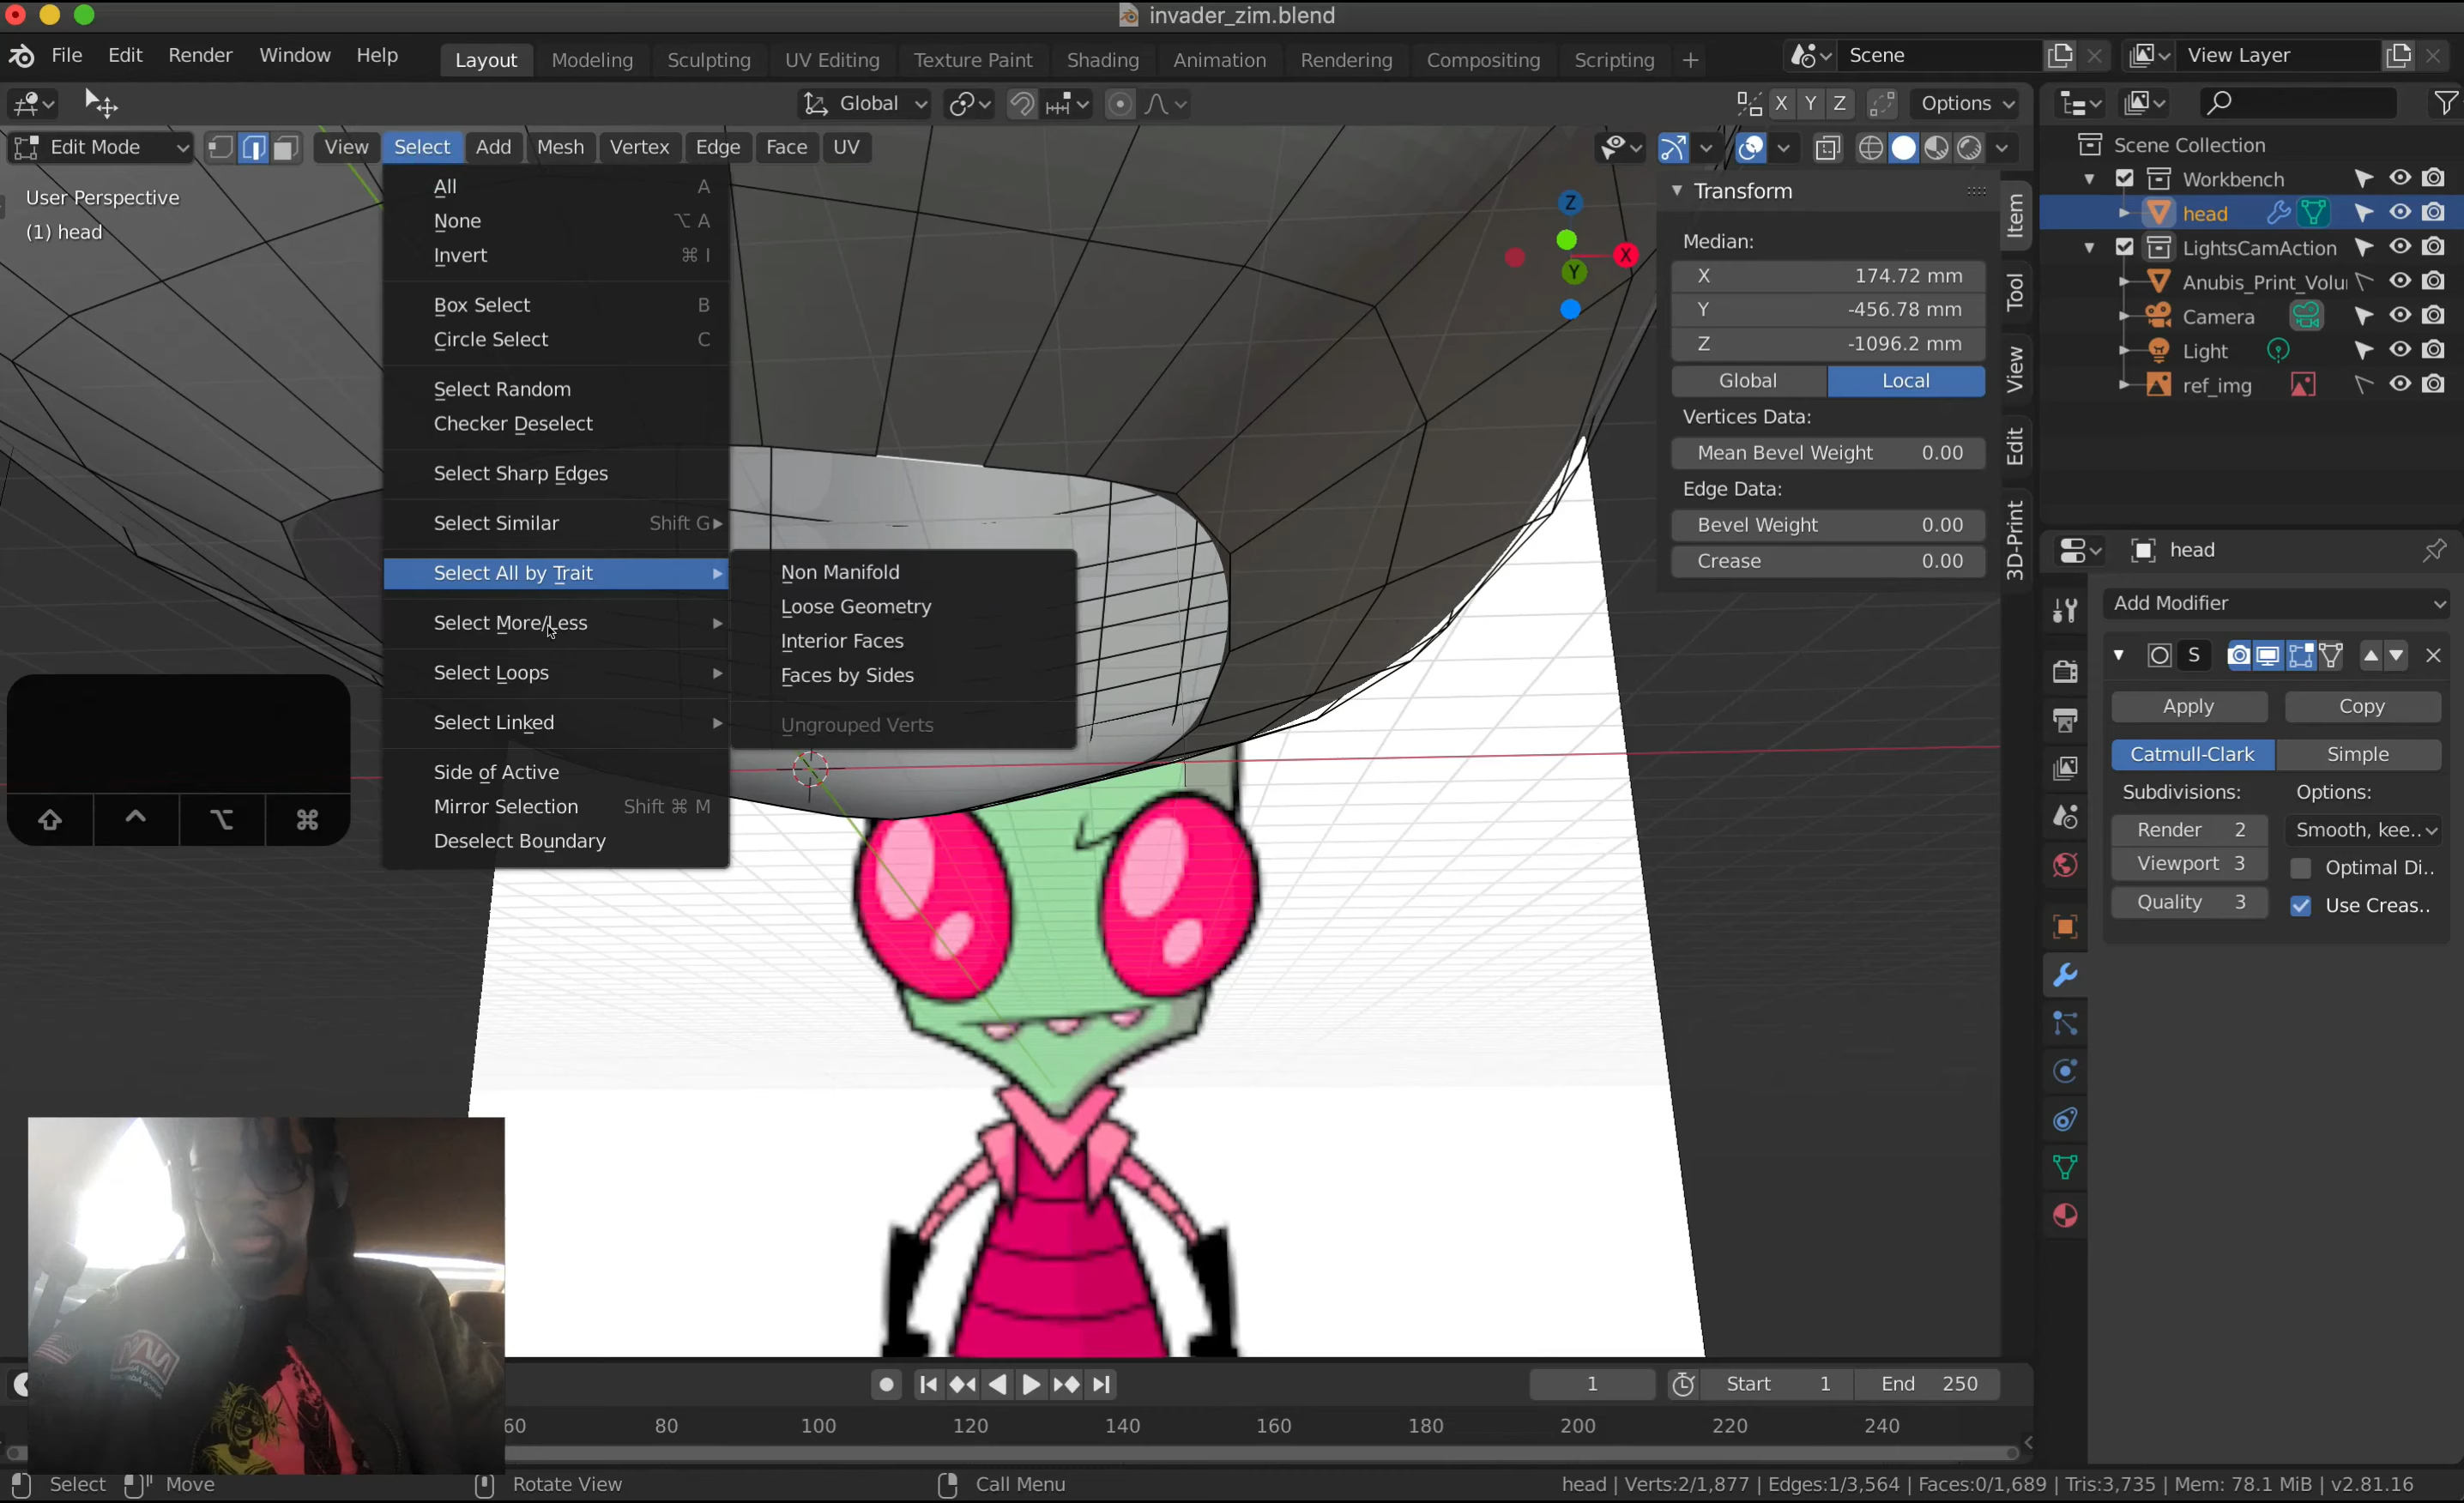 invader_zim.blend
File Edit Render Window Help Layout Modeling Sculpting UV Editing Texture Paint Shading Animation Rendering Compositing Scripting + Scene View Layer
Global X Y Z Options
Edit Mode View Select Add Mesh Vertex Edge Face UV
User Perspective
(1) head
All A
None ⌥ A
Invert ⌘ I
Box Select B
Circle Select C
Select Random
Checker Deselect
Select Sharp Edges
Select Similar Shift G
Select All by Trait
Select More/Less
Select Loops
Select Linked
Side of Active
Mirror Selection Shift ⌘ M
Deselect Boundary
Non Manifold
Loose Geometry
Interior Faces
Faces by Sides
Ungrouped Verts
Z
X
Y
Transform
Median:
X 174.72 mm
Y -456.78 mm
Z -1096.2 mm
Global Local
Vertices Data:
Mean Bevel Weight 0.00
Edge Data:
Bevel Weight 0.00
Crease 0.00
Item
Tool
View
Edit
3D-Print
Scene Collection
Workbench
head
LightsCamAction
Anubis_Print_Volu
Camera
Light
ref_img
head
Add Modifier
S
Apply Copy
Catmull-Clark Simple
Subdivisions: Options:
Render 2 Smooth, kee..
Viewport 3 Optimal Di..
Quality 3 Use Creas..
1 Start 1 End 250
60 80 100 120 140 160 180 200 220 240
Select Move Rotate View Call Menu head | Verts:2/1,877 | Edges:1/3,564 | Faces:0/1,689 | Tris:3,735 | Mem: 78.1 MiB | v2.81.16